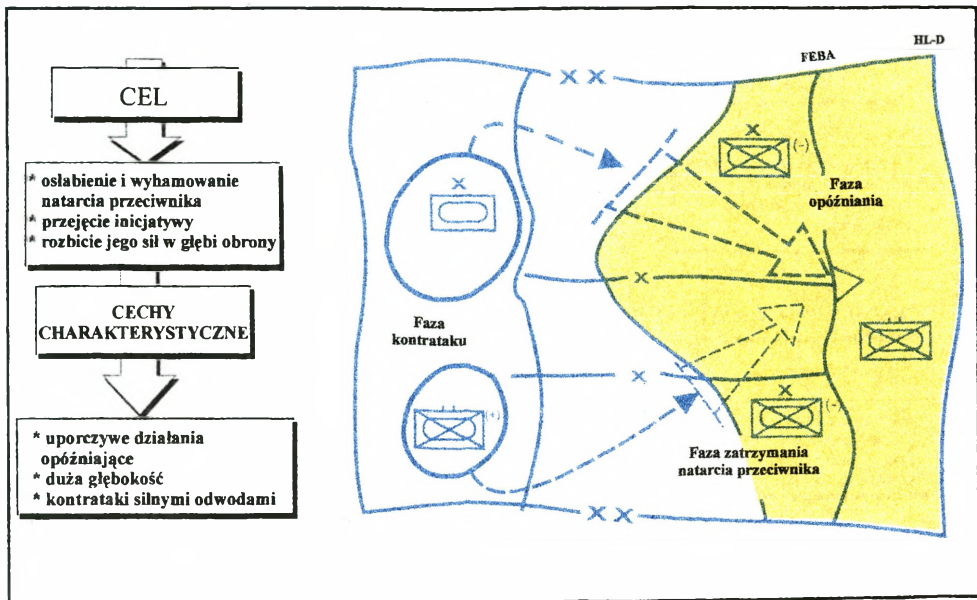 CEL
* osłabienie i wyhamowanie
natarcia przeciwnika
* przejęcie inicjatywy
* rozbicie jego sił w głębi obrony
CECHY
CHARAKTERYSTYCZNE
* uporczywe działania
opóźniające
* duża głębokość
* kontrataki silnymi odwodami
HL-D
FEBA
XX
X
(-)
Faza
opóźniania
X
X
Faza
kontrataku
X
(+)
X
(-)
Faza zatrzymania
natarcia przeciwnika
XX